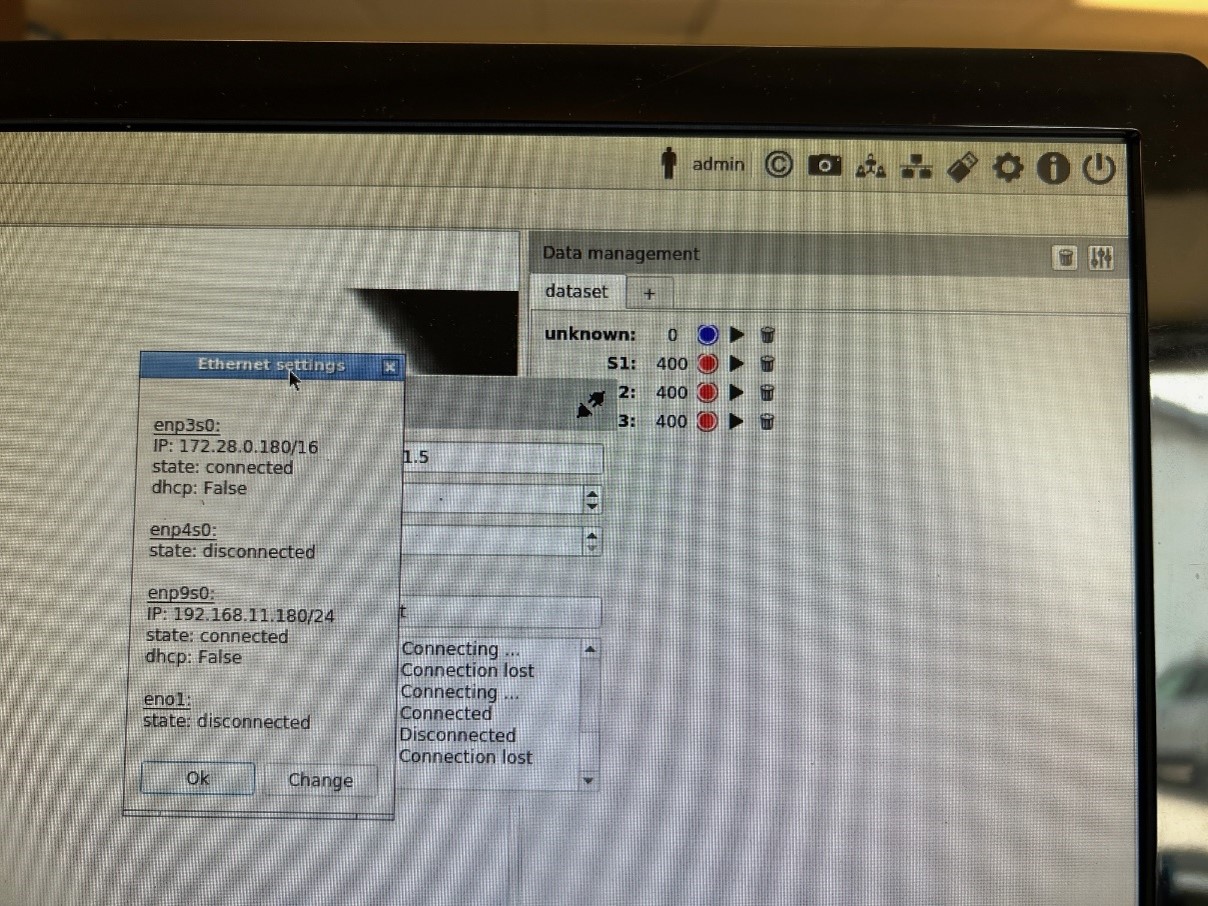 admin
Data management
dataset +
unknown: 0
S1: 400
2: 400
3: 400
Ethernet settings
enp3s0:
IP: 172.28.0.180/16
state: connected
dhcp: False
enp4s0:
state: disconnected
enp9s0:
IP: 192.168.11.180/24
state: connected
dhcp: False
eno1:
state: disconnected
Ok Change
1.5
t
Connecting ...
Connection lost
Connecting ...
Connected
Disconnected
Connection lost